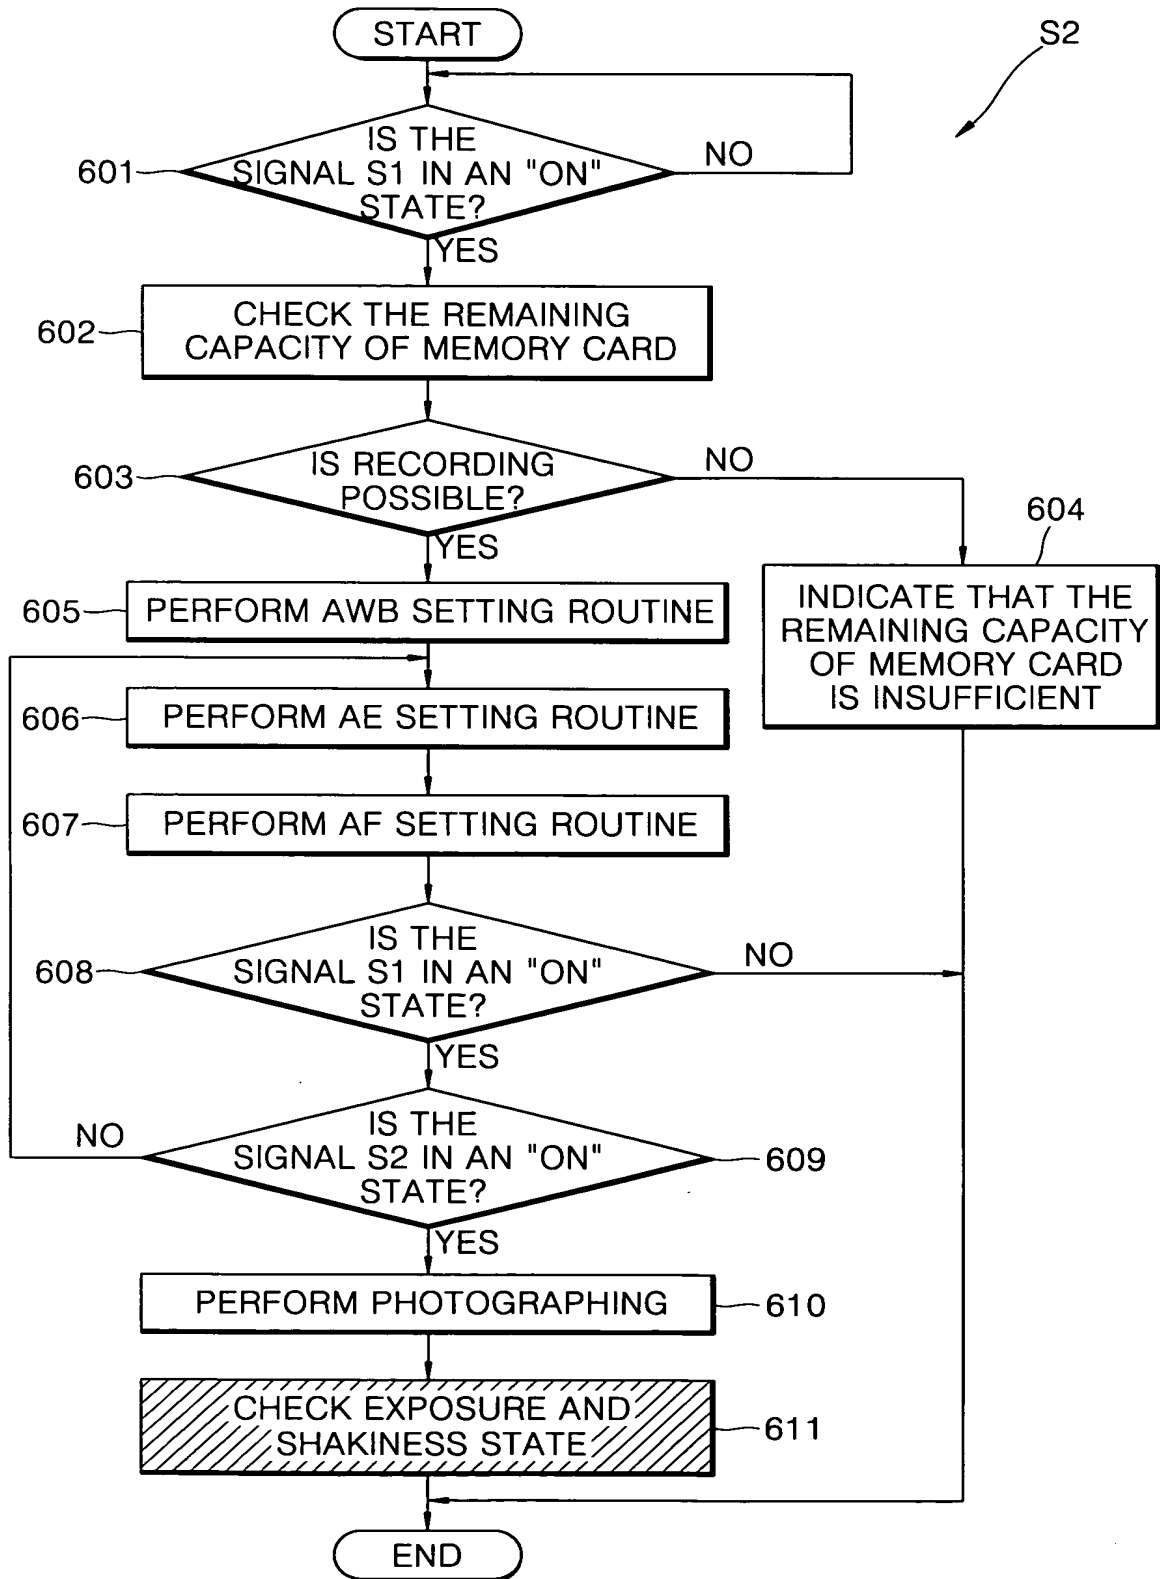 START
S2
IS THE
SIGNAL S1 IN AN "ON"
STATE?
601
NO
YES
602
CHECK THE REMAINING
CAPACITY OF MEMORY CARD
603
IS RECORDING
POSSIBLE?
NO
YES
604
INDICATE THAT THE
REMAINING CAPACITY
OF MEMORY CARD
IS INSUFFICIENT
605
PERFORM AWB SETTING ROUTINE
606
PERFORM AE SETTING ROUTINE
607
PERFORM AF SETTING ROUTINE
608
IS THE
SIGNAL S1 IN AN "ON"
STATE?
NO
YES
NO
IS THE
SIGNAL S2 IN AN "ON"
STATE?
609
YES
PERFORM PHOTOGRAPHING
610
CHECK EXPOSURE AND
SHAKINESS STATE
611
END